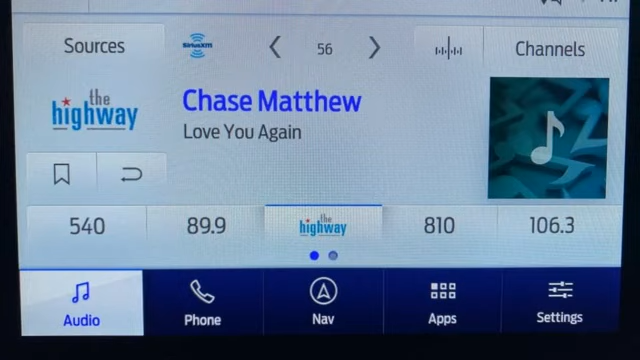 Sources
SiriusXM
56
Channels
the
highway
Chase Matthew
Love You Again
540
89.9
the
highway
810
106.3
Audio
Phone
Nav
Apps
Settings